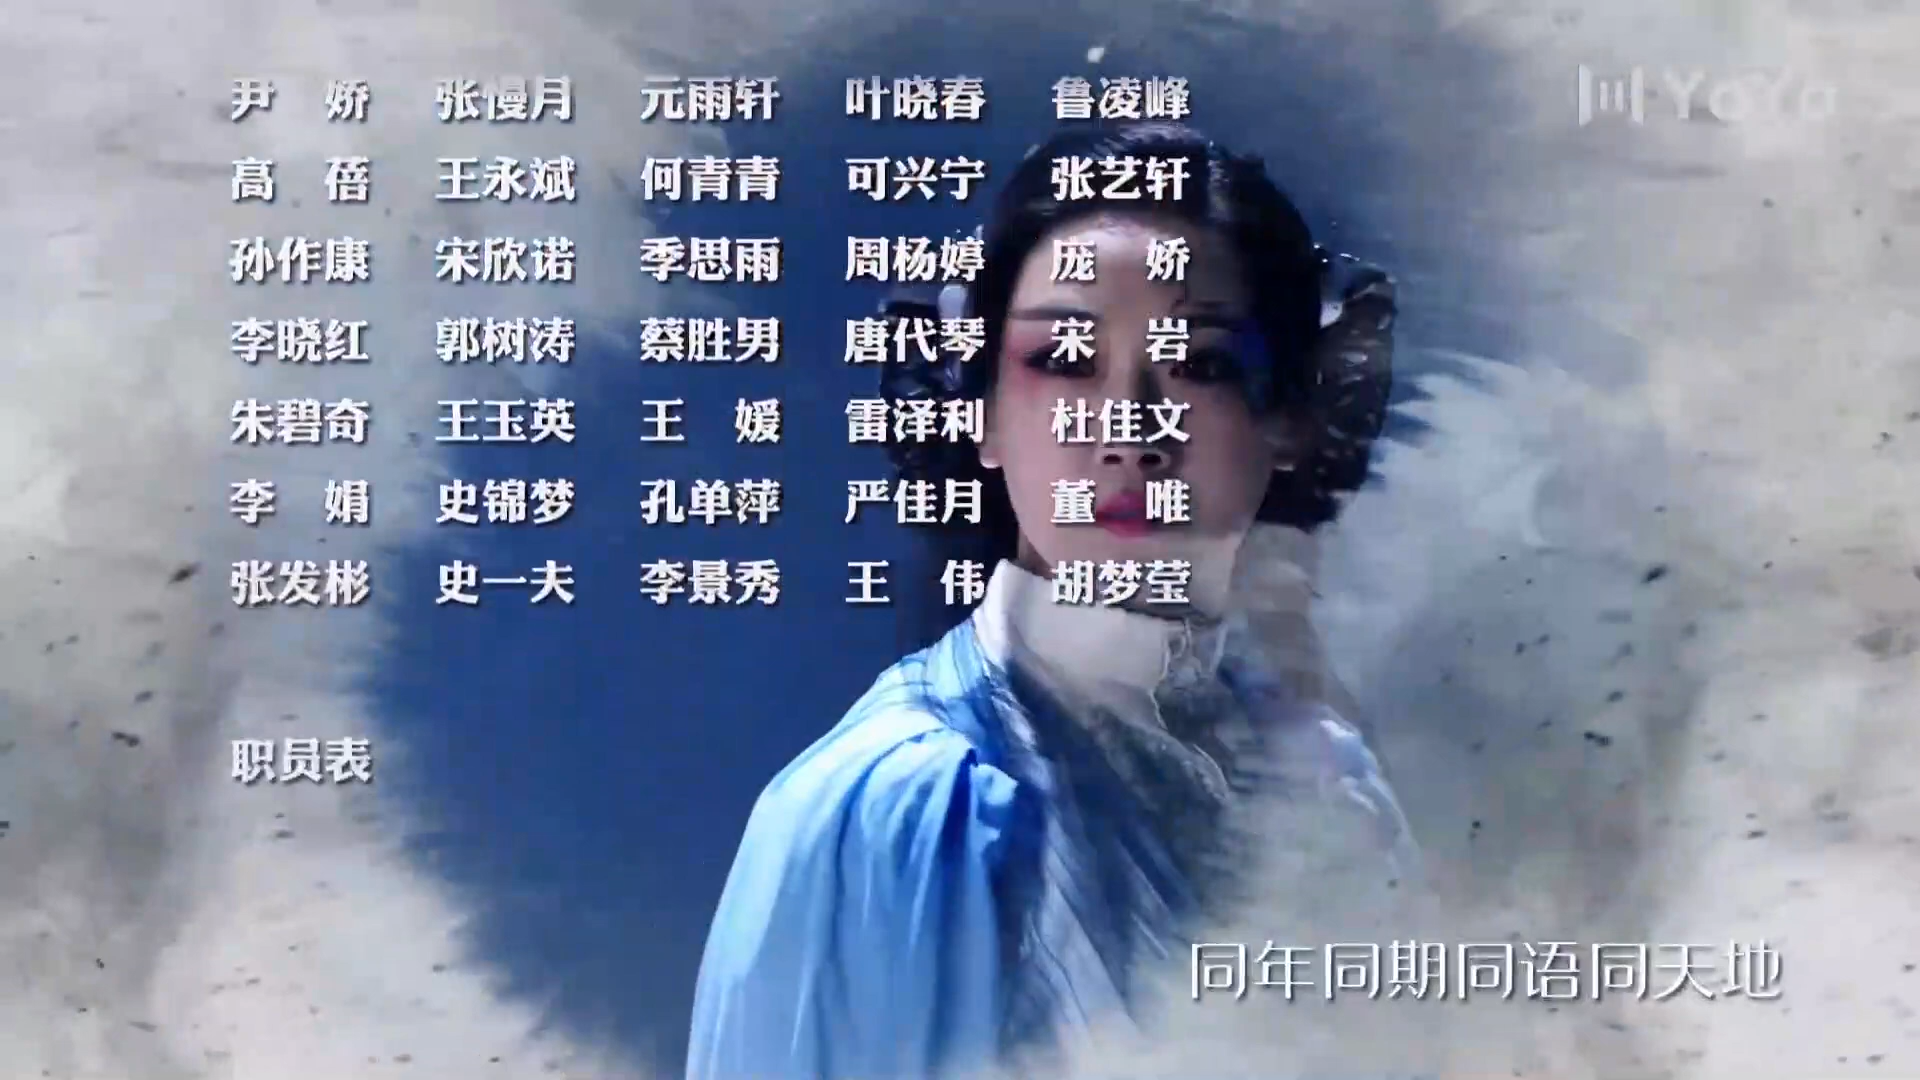 尹 娇 张慢月 元雨轩 叶晓春 鲁凌峰
YoYo
高 蓓 王永斌 何青青 可兴宁 张艺轩
孙作康 宋欣诺 季思雨 周杨婷 庞 娇
李晓红 郭树涛 蔡胜男 唐代琴 宋 岩
朱碧奇 王玉英 王 媛 雷泽利 杜佳文
李 娟 史锦梦 孔单萍 严佳月 董 唯
张发彬 史一夫 李景秀 王 伟 胡梦莹
职员表
同年同期同语同天地